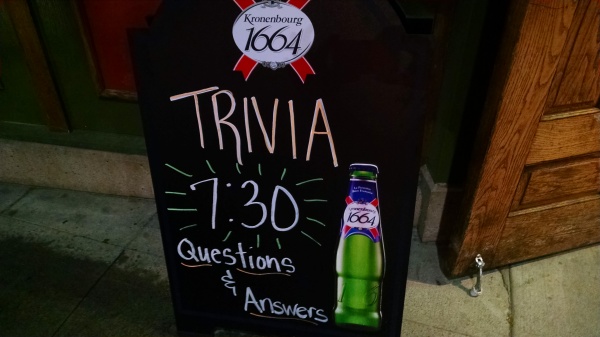 Kronenbourg
1664
TRIVIA
7:30
Questions
&
Answers
1664